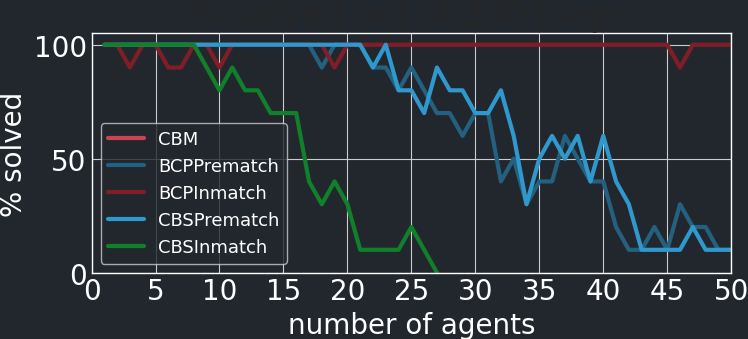 100
50
0
% solved
CBM
BCPPrematch
BCPInmatch
CBSPrematch
CBSInmatch
0 5 10 15 20 25 30 35 40 45 50
number of agents